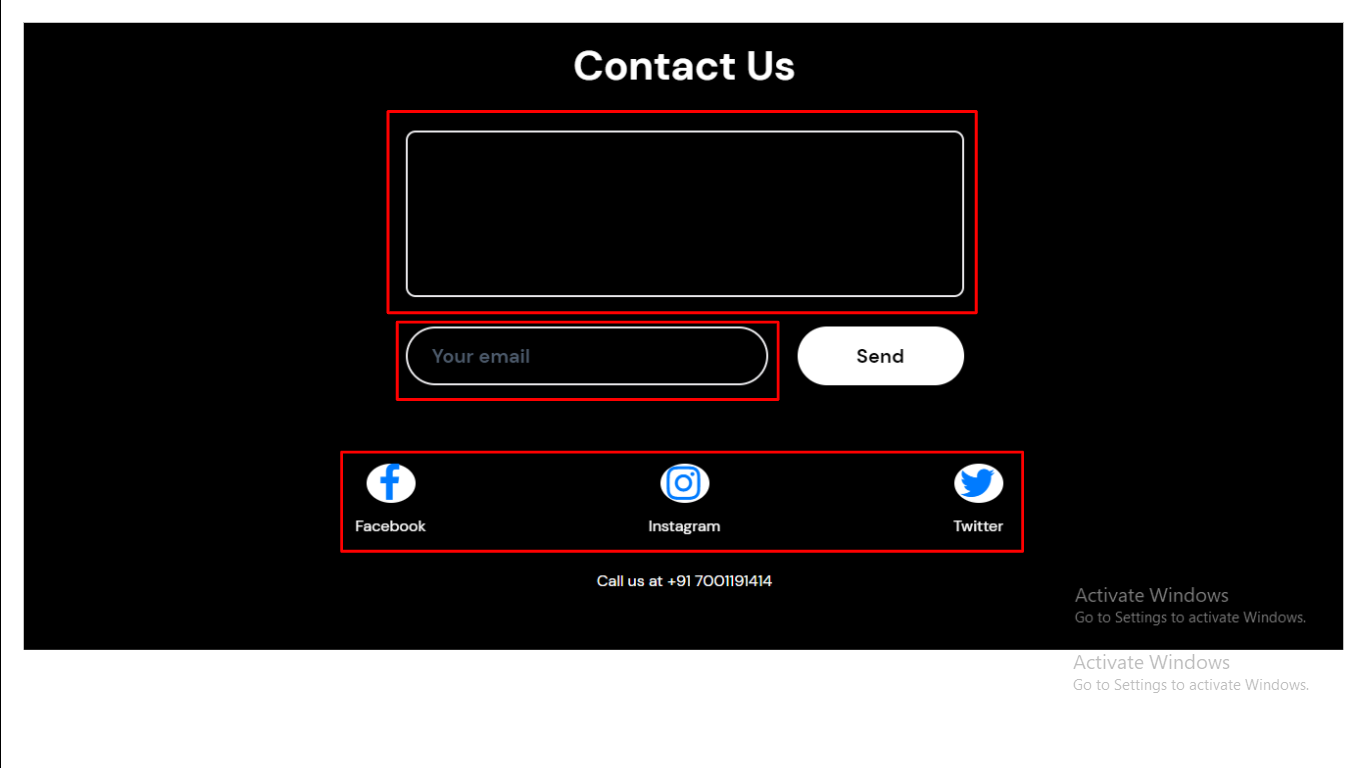 Contact Us
Your email
Send
Facebook
Instagram
Twitter
Call us at +91 7001191414
Activate Windows
Go to Settings to activate Windows.
Activate Windows
Go to Settings to activate Windows.